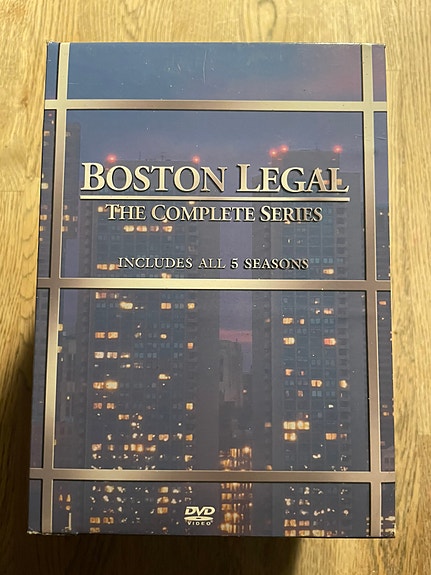 BOSTON LEGAL
THE COMPLETE SERIES
INCLUDES ALL 5 SEASONS
DVD
VIDEO